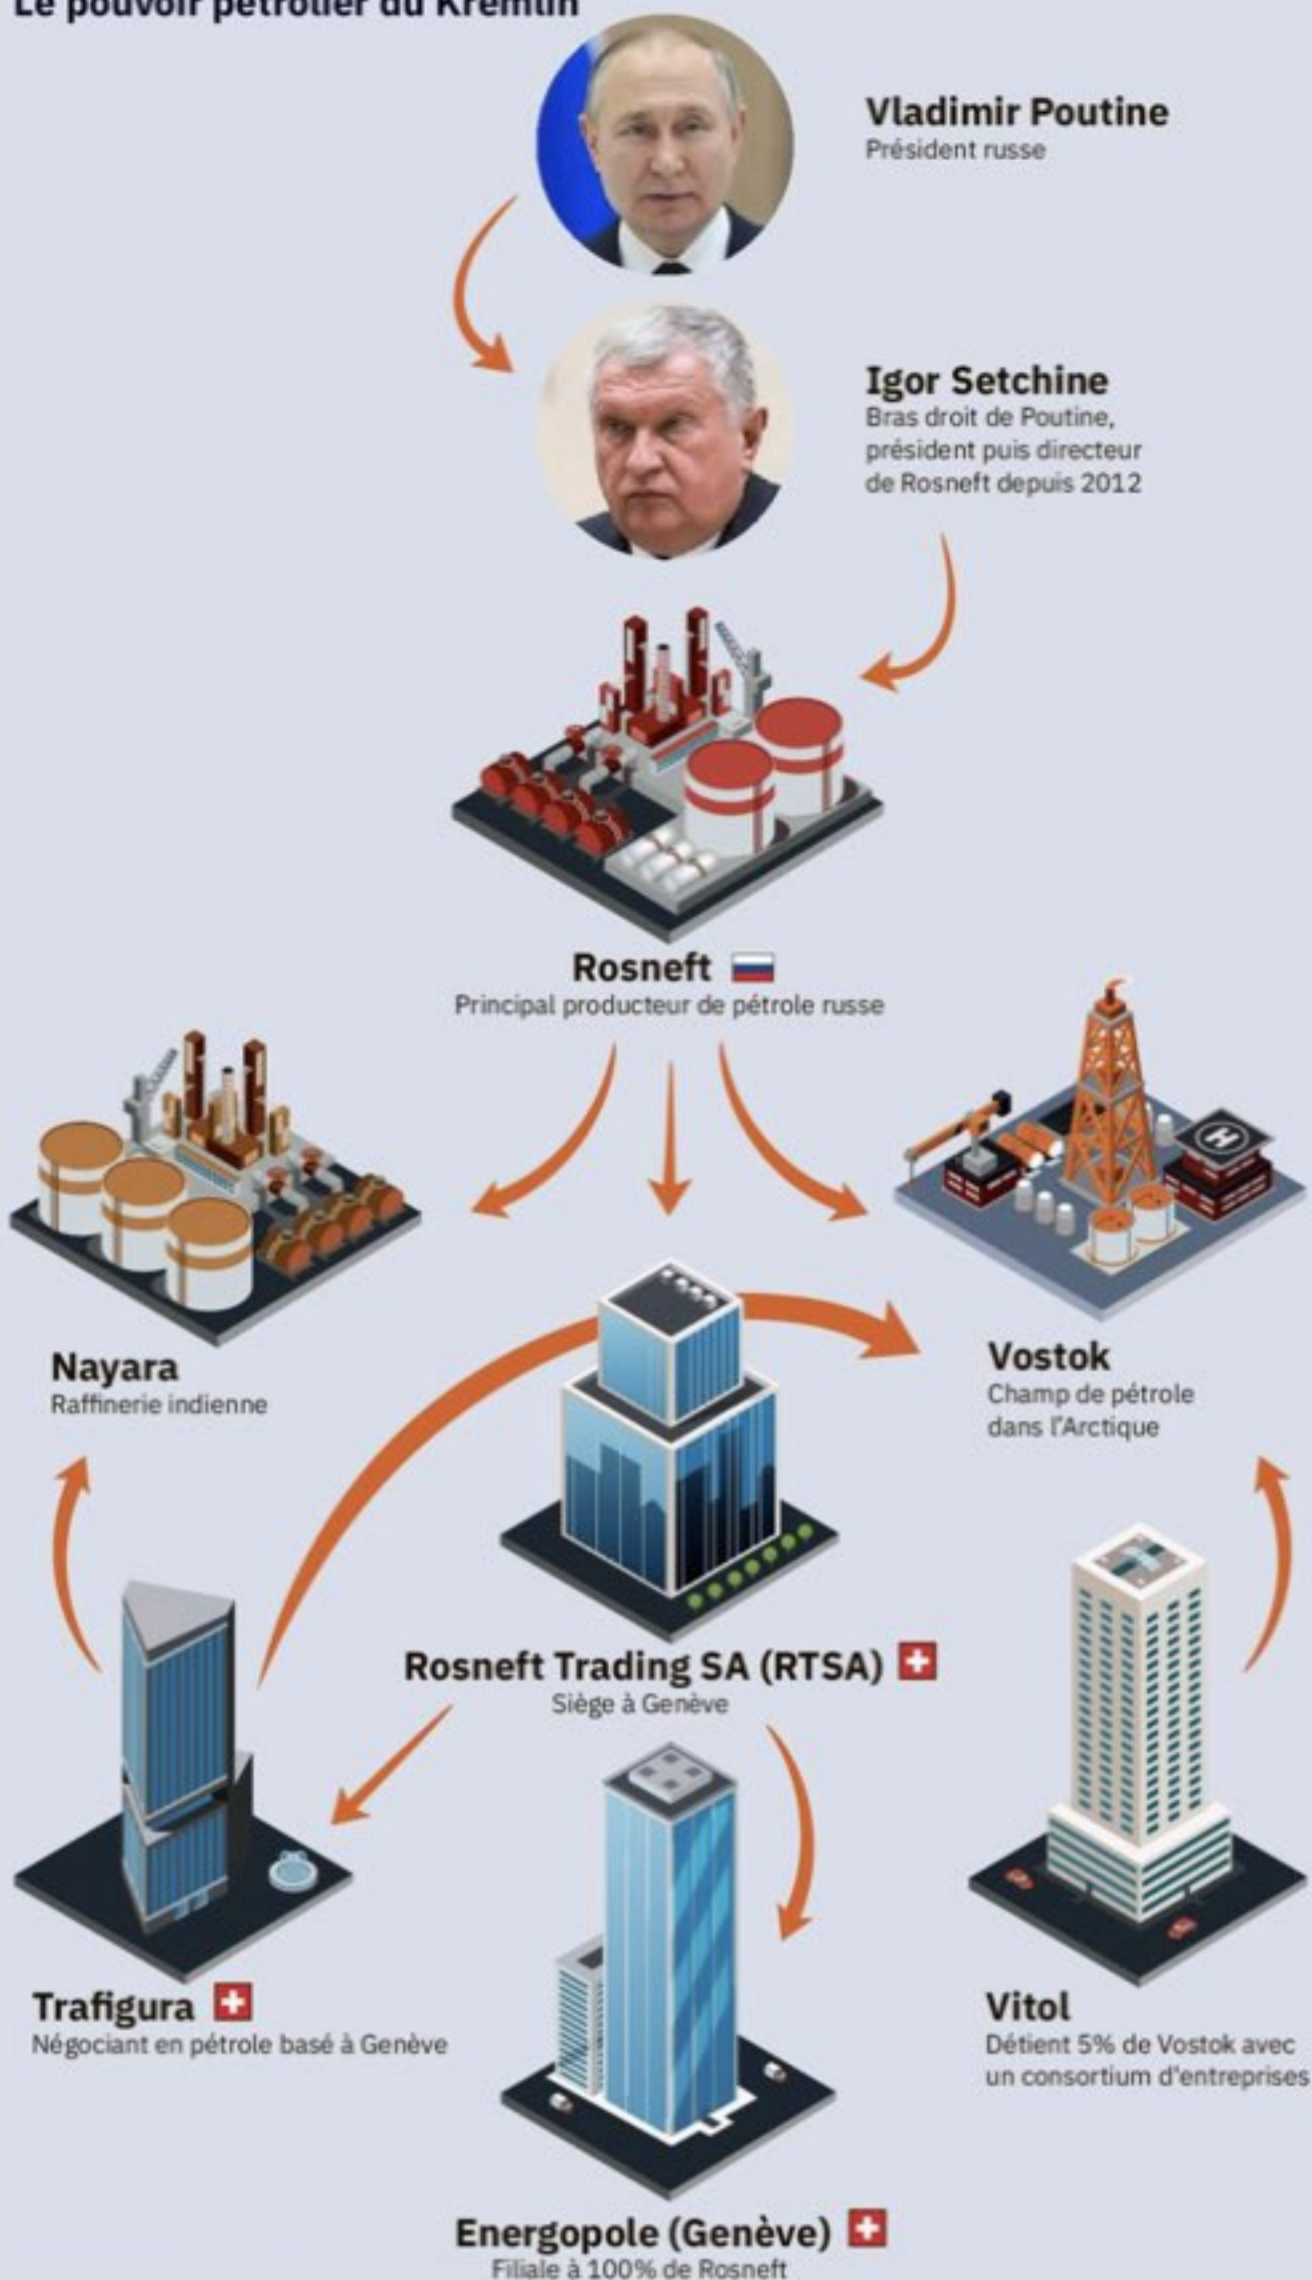 Le pouvoir pétrolier du Kremlin
Vladimir Poutine
Président russe
Igor Setchine
Bras droit de Poutine,
président puis directeur
de Rosneft depuis 2012
Rosneft
Principal producteur de pétrole russe
Nayara
Raffinerie indienne
Vostok
Champ de pétrole
dans l'Arctique
Rosneft Trading SA (RTSA)
Siège à Genève
Trafigura
Négociant en pétrole basé à Genève
Vitol
Détient 5% de Vostok avec
un consortium d'entreprises
Energopole (Genève)
Filiale à 100% de Rosneft